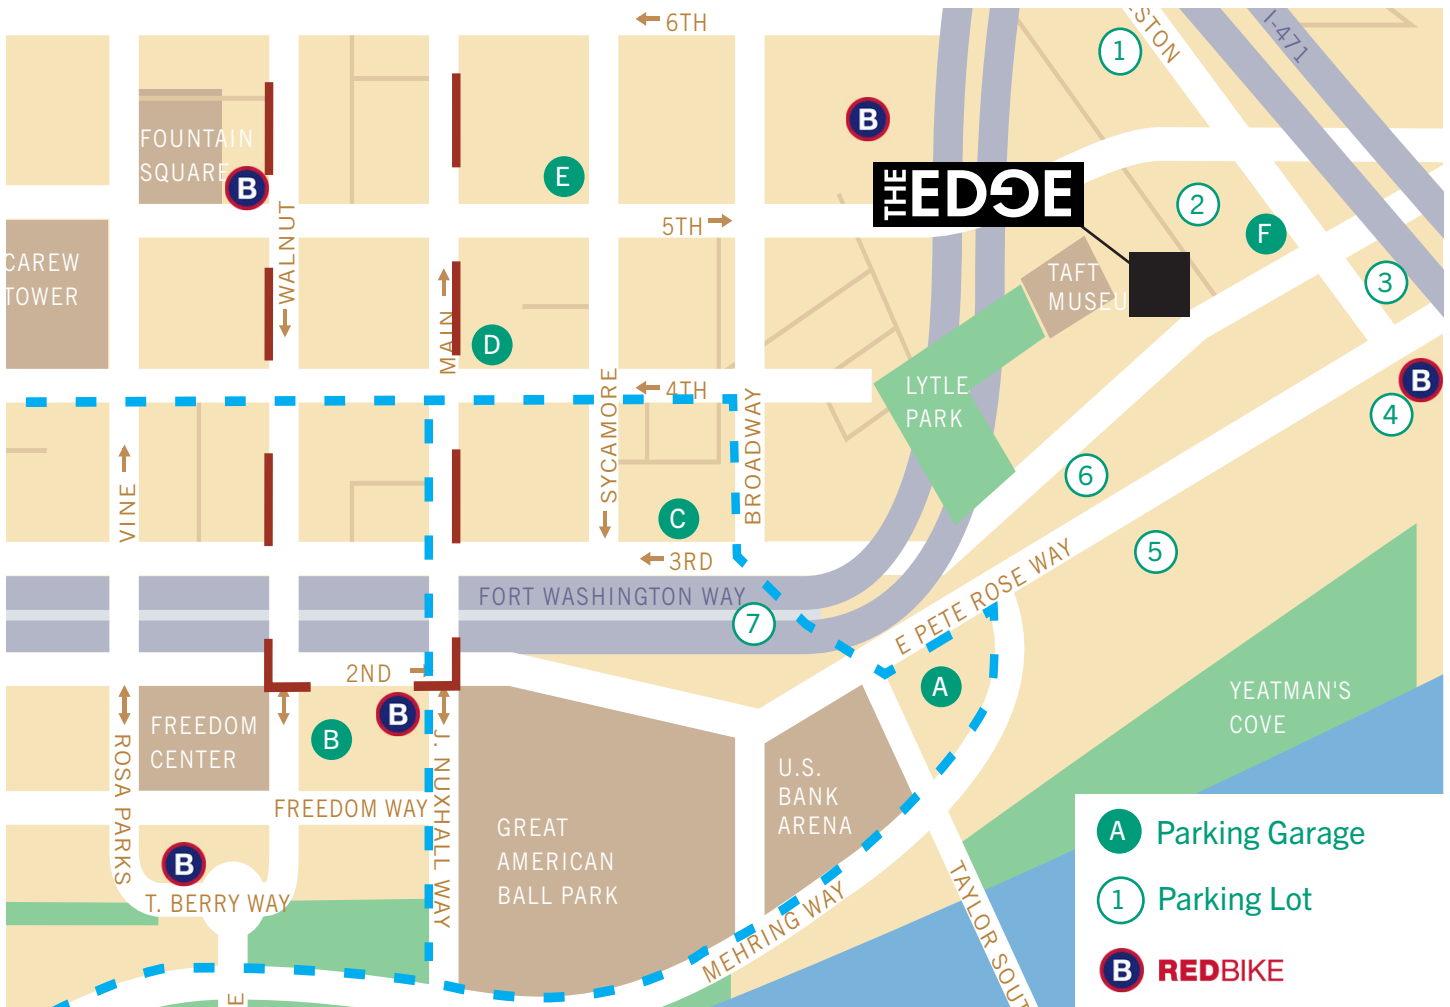 6TH
ESTON
I-471
1
B
FOUNTAIN
SQUARE
B
E
THE EDGE
2
F
5TH
WALNUT
CAREW
TOWER
TAFT
MUSEU
3
MAIN
D
4TH
SYCAMORE
BROADWAY
LYTLE
PARK
B
4
VINE
C
6
3RD
5
FORT WASHINGTON WAY
7
E PETE ROSE WAY
2ND
A
B
B
FREEDOM
CENTER
ROSA PARKS
J. NUXHALL WAY
YEATMAN'S
COVE
U.S.
BANK
ARENA
FREEDOM WAY
GREAT
AMERICAN
BALL PARK
B
T. BERRY WAY
MEHRING WAY
TAYLOR SOUT
E
A Parking Garage
1 Parking Lot
B REDBIKE